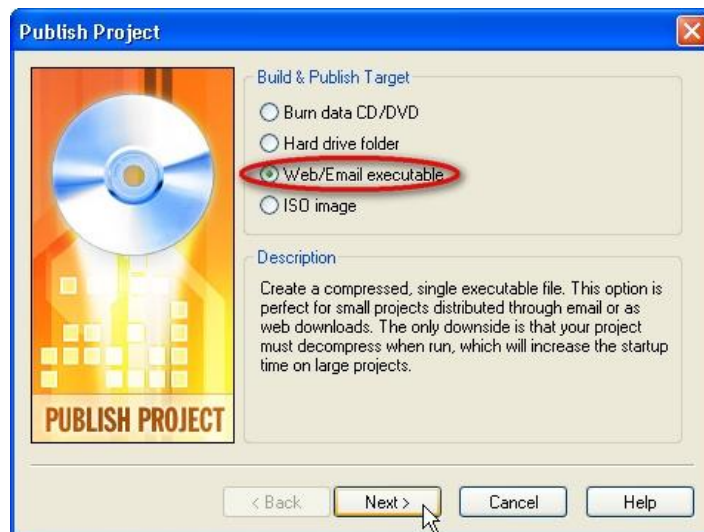 Publish Project
Build & Publish Target
Burn data CD/DVD
Hard drive folder
Web/Email executable
ISO image
Description
Create a compressed, single executable file. This option is
perfect for small projects distributed through email or as
web downloads. The only downside is that your project
must decompress when run, which will increase the startup
time on large projects.
PUBLISH PROJECT
< Back
Next >
Cancel
Help